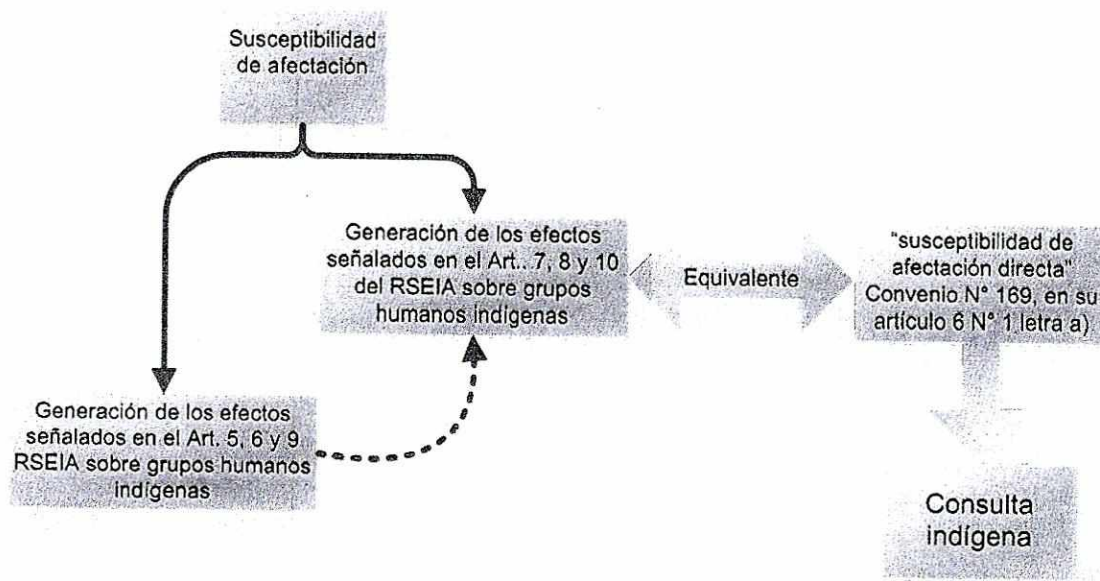 Susceptibilidad
de afectación
Generación de los efectos
señalados en el Art.. 7, 8 y 10
del RSEIA sobre grupos
humanos indígenas
Equivalente
"susceptibilidad de
afectación directa"
Convenio N° 169, en su
artículo 6 N° 1 letra a)
Generación de los efectos
señalados en el Art. 5, 6 y 9
RSEIA sobre grupos humanos
indígenas
Consulta
indígena